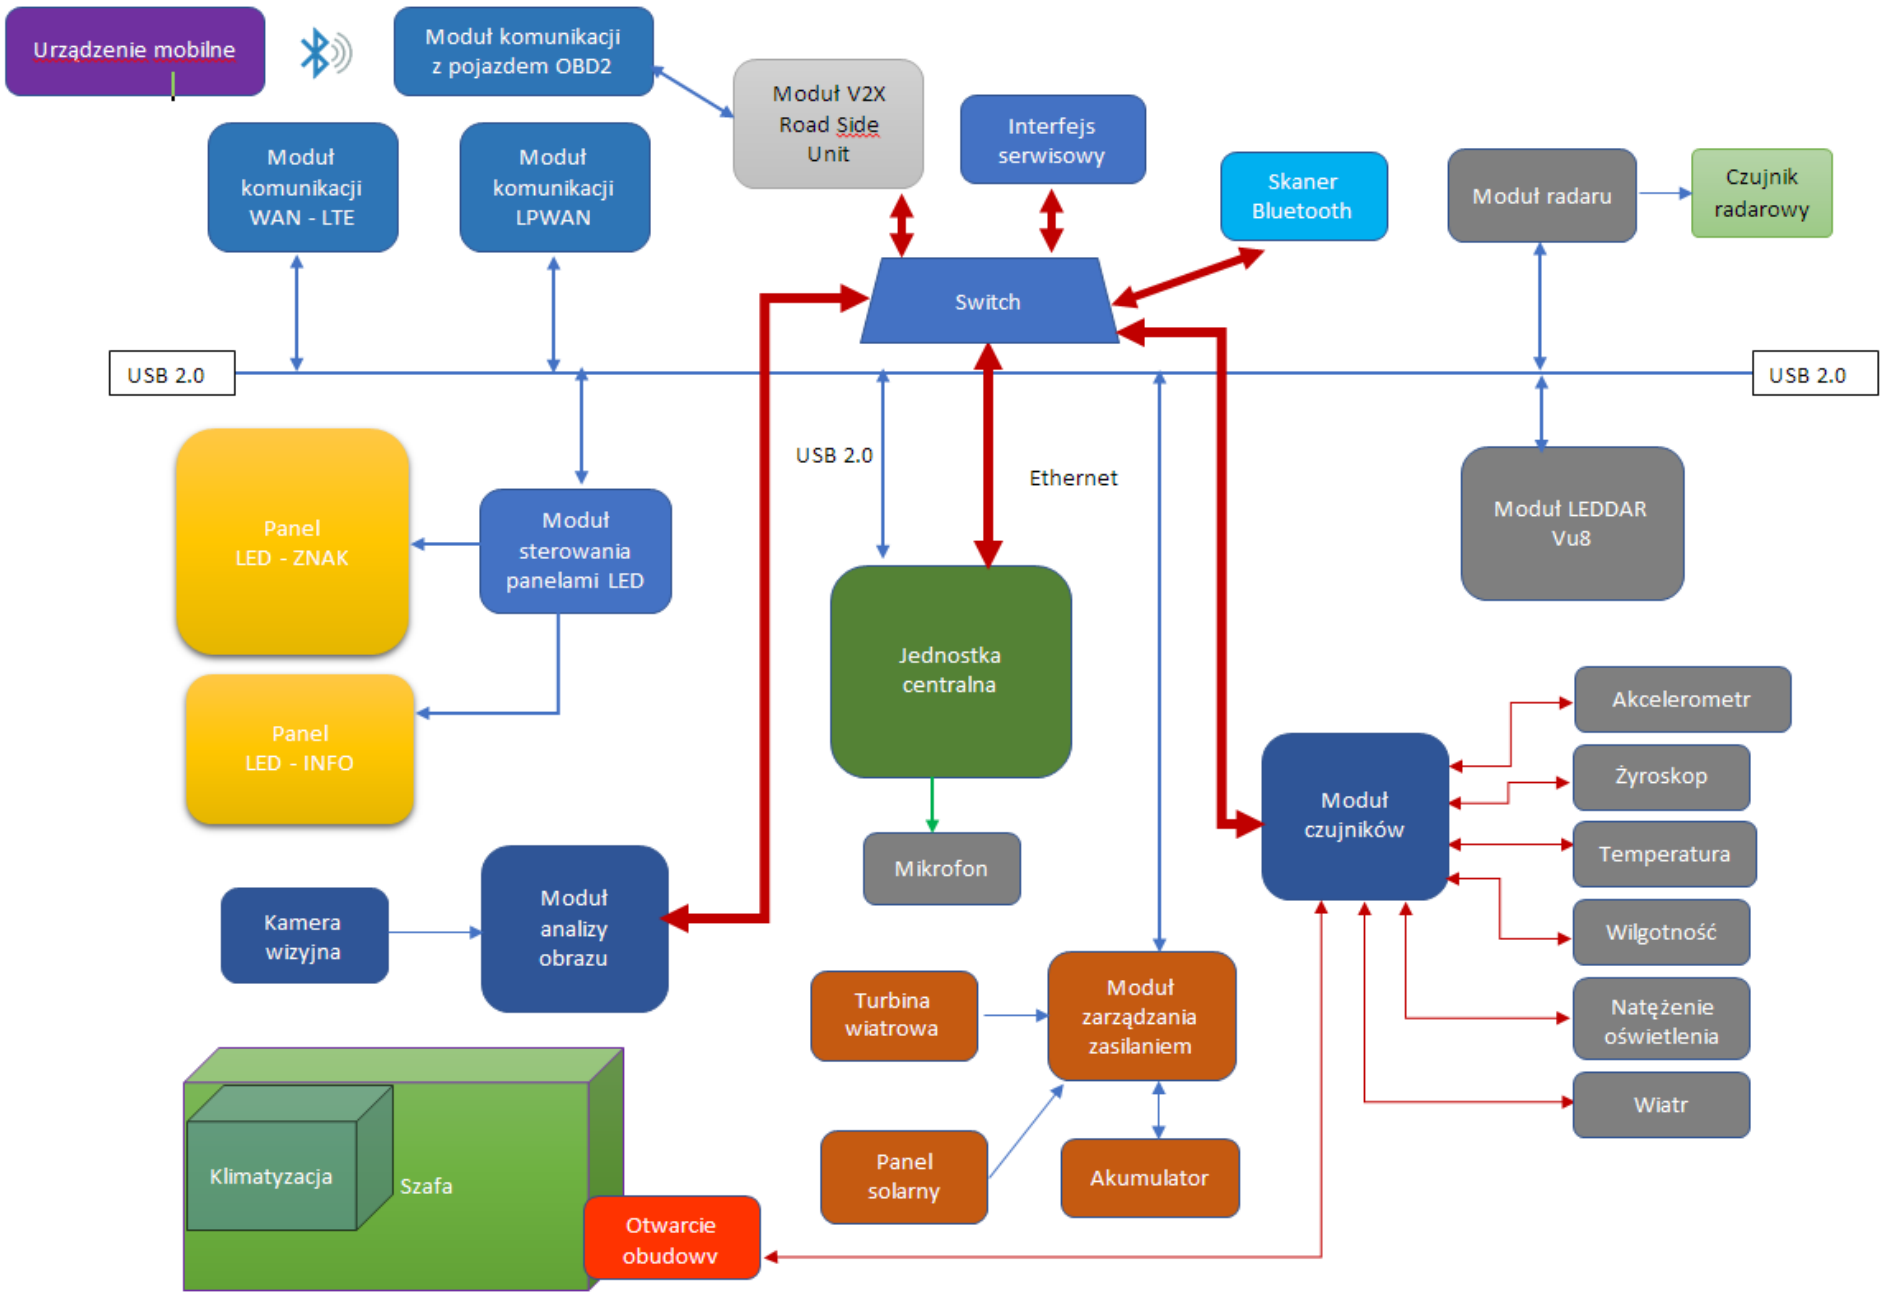 Urządzenie mobilne
Moduł komunikacji
z pojazdem OBD2
Moduł V2X
Road Side
Unit
Interfejs
serwisowy
Moduł
komunikacji
WAN - LTE
Moduł
komunikacji
LPWAN
Skaner
Bluetooth
Moduł radaru
Czujnik
radarowy
Switch
USB 2.0
USB 2.0
USB 2.0
Ethernet
Panel
LED - ZNAK
Moduł
sterowania
panelami LED
Moduł LEDDAR
Vu8
Jednostka
centralna
Panel
LED - INFO
Akcelerometr
Żyroskop
Moduł
czujników
Temperatura
Mikrofon
Wilgotność
Kamera
wizyjna
Moduł
analizy
obrazu
Turbina
wiatrowa
Moduł
zarządzania
zasilaniem
Natężenie
oświetlenia
Wiatr
Klimatyzacja
Szafa
Panel
solarny
Akumulator
Otwarcie
obudowy